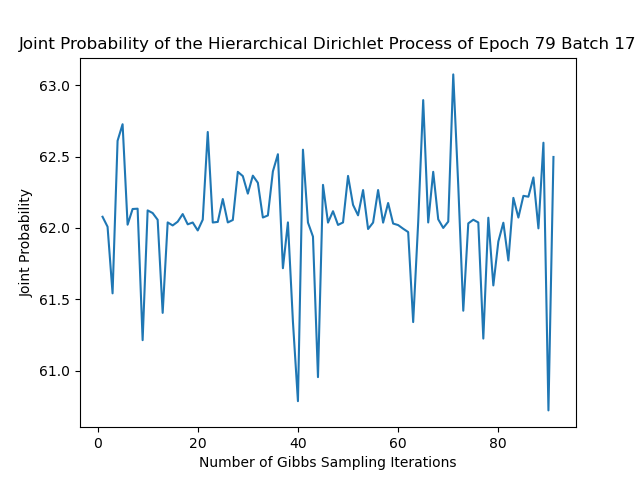 Joint Probability of the Hierarchical Dirichlet Process of Epoch 79 Batch 17
63.0
62.5
62.0
61.5
61.0
Joint Probability
0 20 40 60 80
Number of Gibbs Sampling Iterations